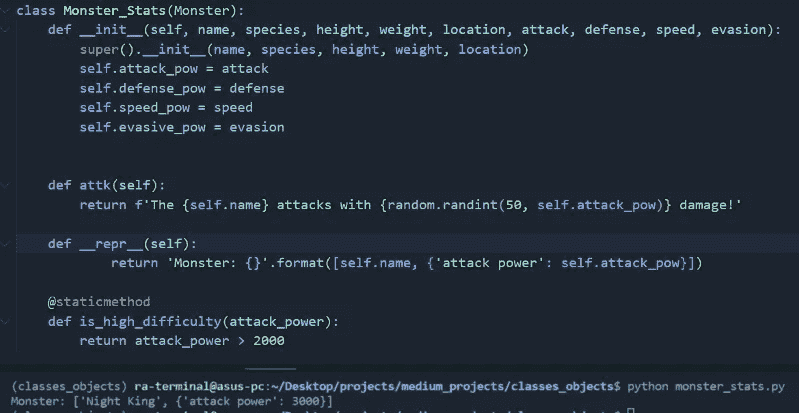 class Monster_Stats(Monster):
    def __init__(self, name, species, height, weight, location, attack, defense, speed, evasion):
        super().__init__(name, species, height, weight, location)
        self.attack_pow = attack
        self.defense_pow = defense
        self.speed_pow = speed
        self.evasive_pow = evasion
    def attk(self):
        return f'The {self.name} attacks with {random.randint(50, self.attack_pow)} damage!'
    def __repr__(self):
            return 'Monster: {}'.format([self.name, {'attack power': self.attack_pow}])
    @staticmethod
    def is_high_difficulty(attack_power):
        return attack_power > 2000
(classes_objects) ra-terminal@asus-pc:~/Desktop/projects/medium_projects/classes_objects$ python monster_stats.py
Monster: ['Night King', {'attack power': 3000}]